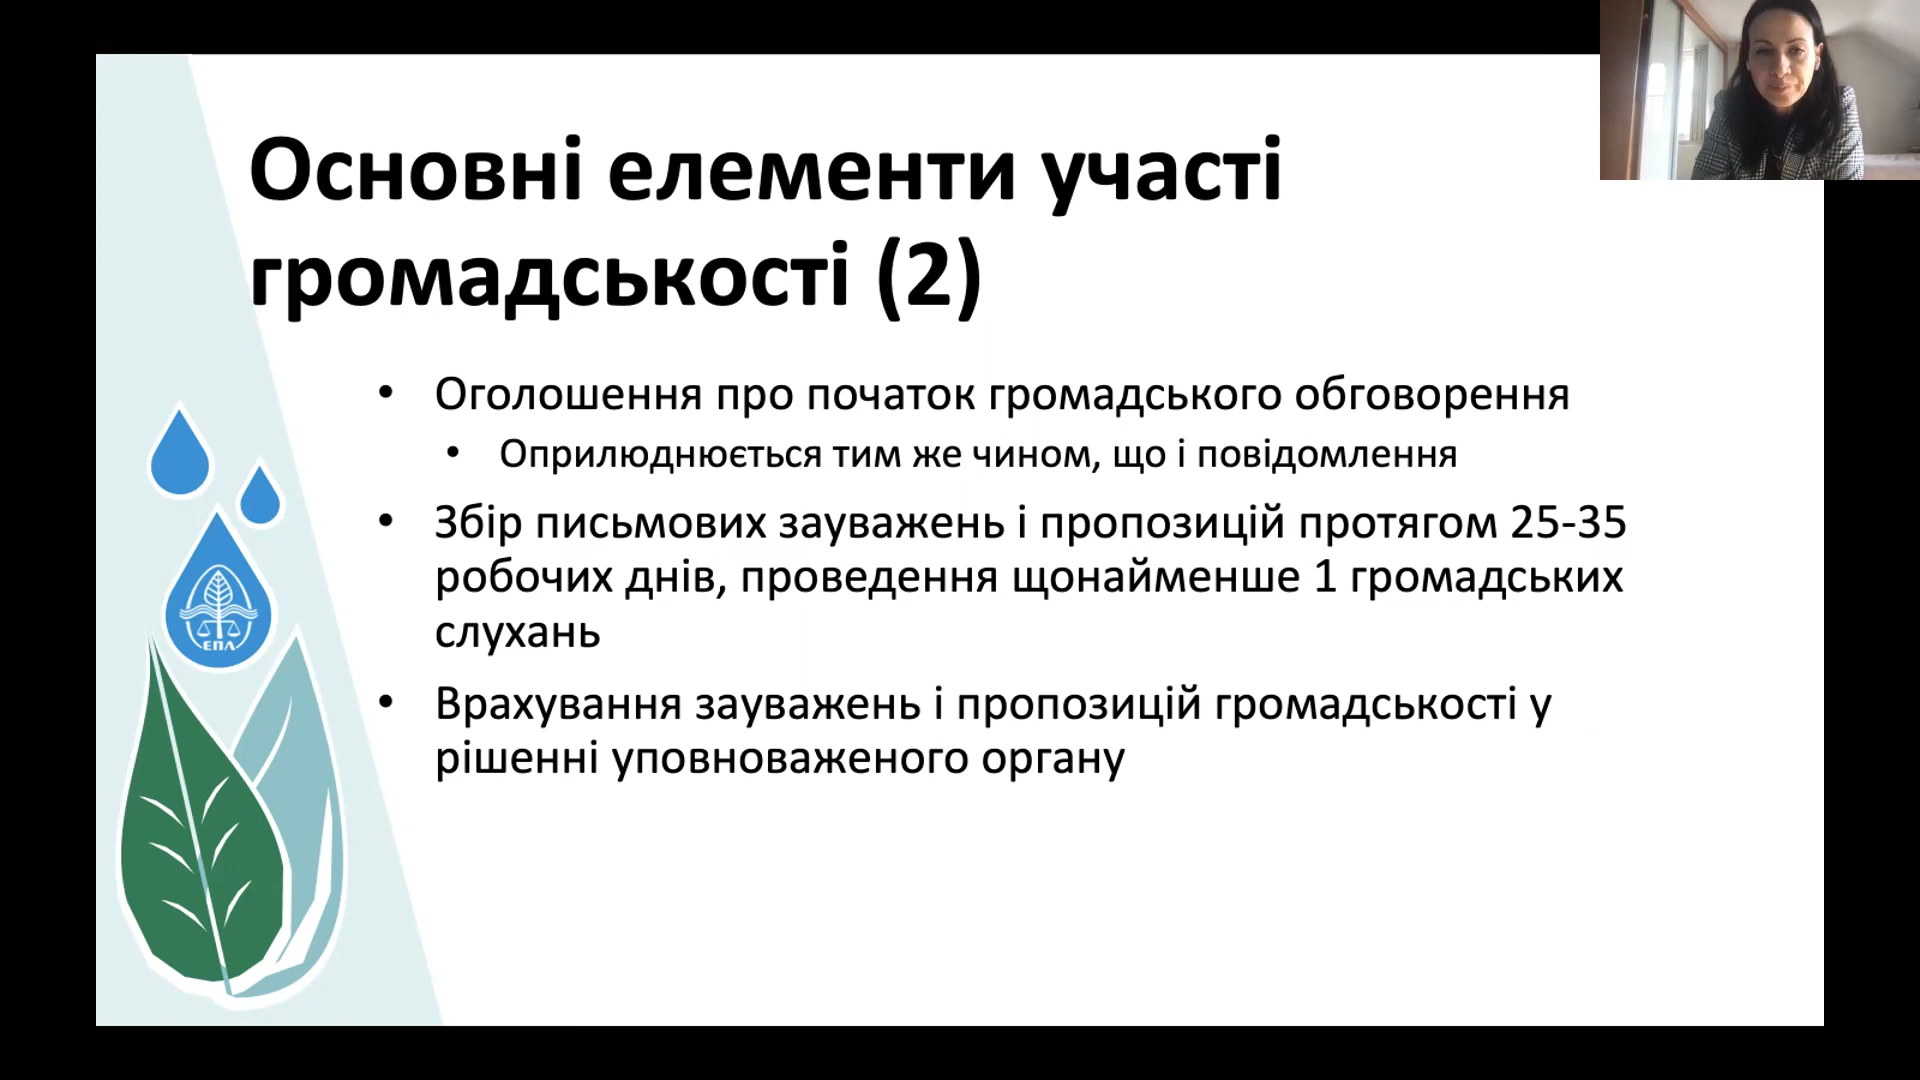 Основні елементи участі
громадськості (2)
• Оголошення про початок громадського обговорення
• Оприлюднюється тим же чином, що і повідомлення
• Збір письмових зауважень і пропозицій протягом 25-35
робочих днів, проведення щонайменше 1 громадських
слухань
• Врахування зауважень і пропозицій громадськості у
рішенні уповноваженого органу
ЕПЛ